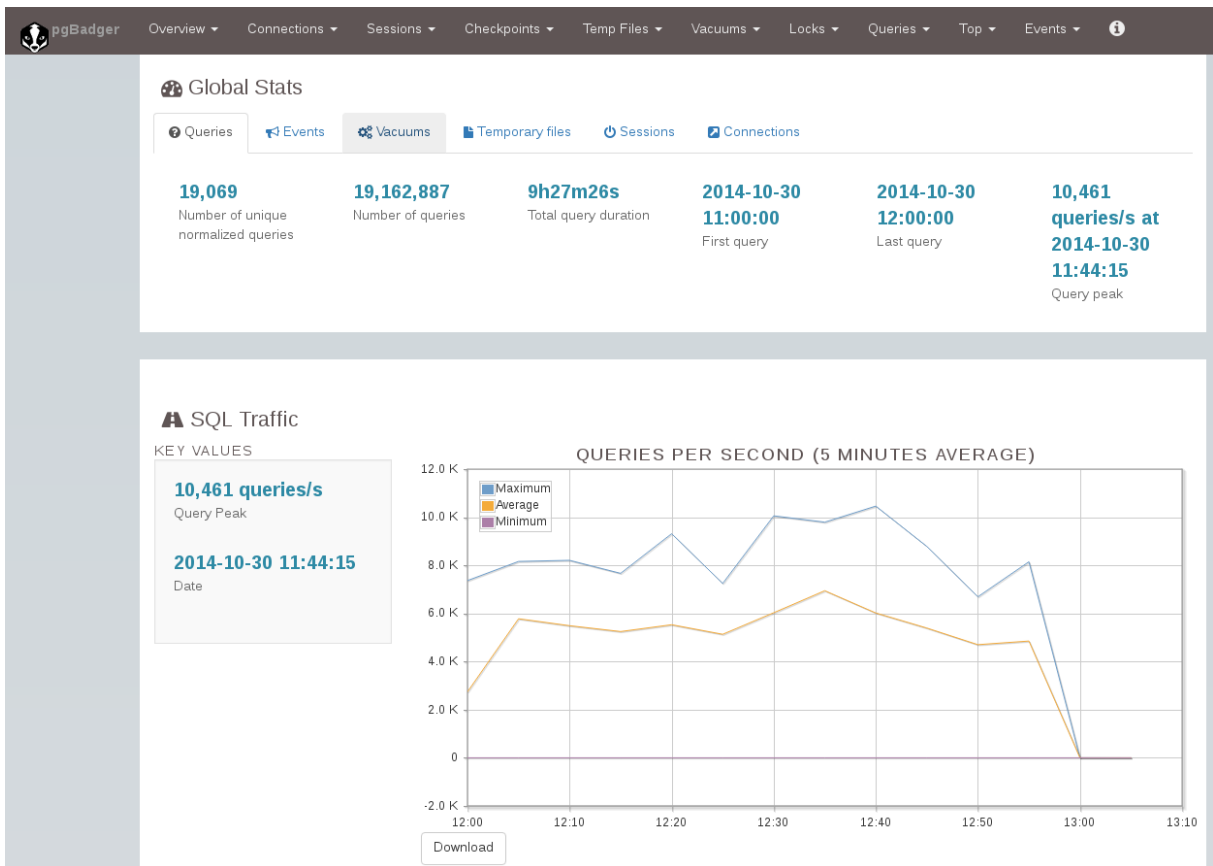 pgBadger Overview Connections Sessions Checkpoints Temp Files Vacuums Locks Queries Top Events
Global Stats
Queries Events Vacuums Temporary files Sessions Connections
19,069
Number of unique
normalized queries
19,162,887
Number of queries
9h27m26s
Total query duration
2014-10-30
11:00:00
First query
2014-10-30
12:00:00
Last query
10,461
queries/s at
2014-10-30
11:44:15
Query peak
SQL Traffic
KEY VALUES
10,461 queries/s
Query Peak
2014-10-30 11:44:15
Date
QUERIES PER SECOND (5 MINUTES AVERAGE)
Maximum
Average
Minimum
12.0 K
10.0 K
8.0 K
6.0 K
4.0 K
2.0 K
0
-2.0 K
12:00 12:10 12:20 12:30 12:40 12:50 13:00 13:10
Download